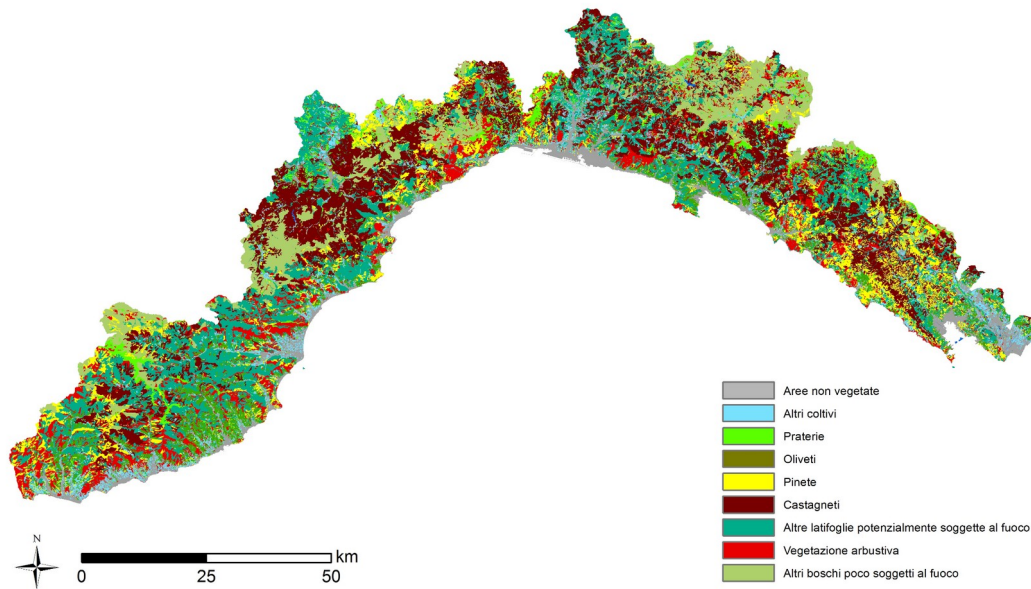 Aree non vegetate
Altri coltivi
Praterie
Oliveti
Pinete
Castagneti
Altre latifoglie potenzialmente soggette al fuoco
Vegetazione arbustiva
Altri boschi poco soggetti al fuoco
N
km
0 25 50